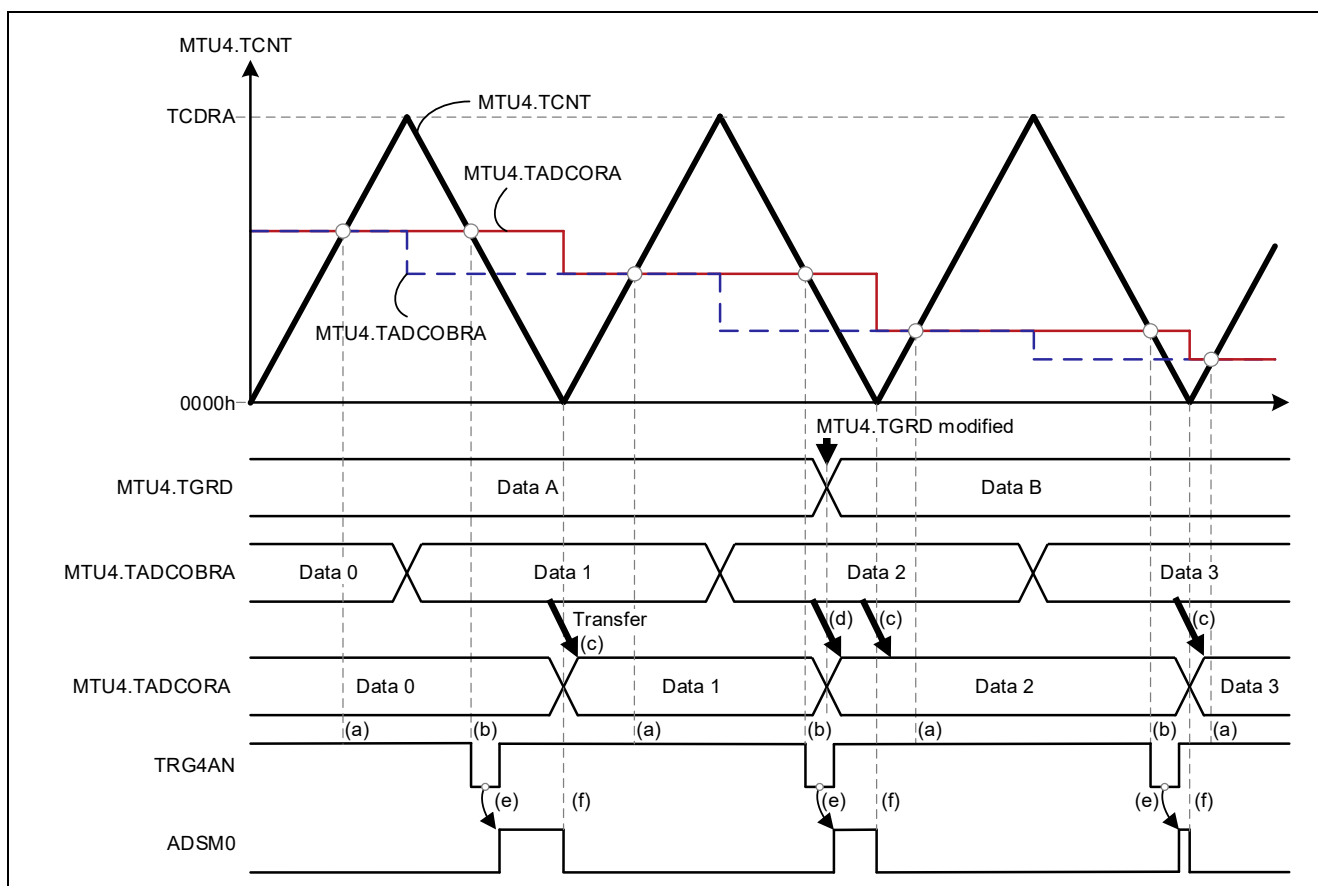 MTU4.TCNT
TCDRA
MTU4.TCNT
MTU4.TADCORA
MTU4.TADCOBRA
0000h
MTU4.TGRD modified
MTU4.TGRD
Data A
Data B
MTU4.TADCOBRA
Data 0
Data 1
Data 2
Data 3
Transfer
(c)
(d)
(c)
(c)
MTU4.TADCORA
Data 0
Data 1
Data 2
Data 3
(a)
(b)
(a)
(b)
(a)
(b)
(a)
TRG4AN
(e)
(f)
(e)
(f)
(e)
(f)
ADSM0